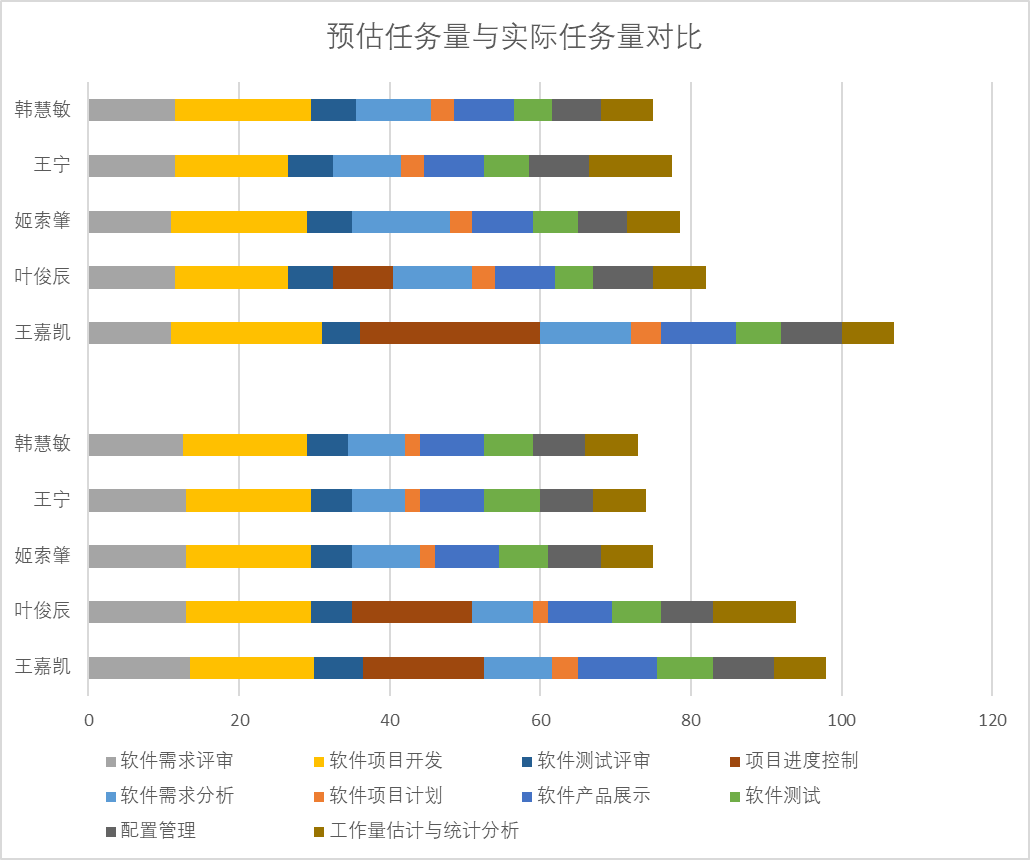 预估任务量与实际任务量对比
韩慧敏
王宁
姬索肇
叶俊辰
王嘉凯
韩慧敏
王宁
姬索肇
叶俊辰
王嘉凯
0 20 40 60 80 100 120
软件需求评审 软件项目开发 软件测试评审 项目进度控制
软件需求分析 软件项目计划 软件产品展示 软件测试
配置管理 工作量估计与统计分析